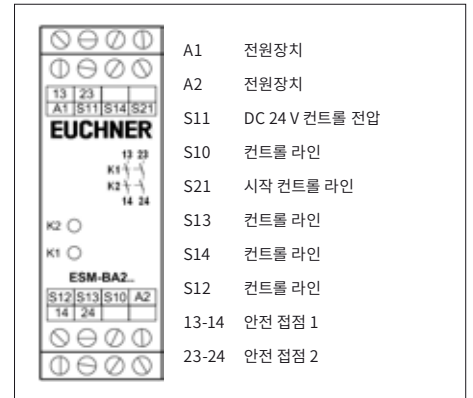 13 23
A1 S11 S14 S21
EUCHNER
13 23
K1
K2
14 24
K2
K1
ESM-BA2..
S12 S13 S10 A2
14 24
A1 전원장치
A2 전원장치
S11 DC 24 V 컨트롤 전압
S10 컨트롤 라인
S21 시작 컨트롤 라인
S13 컨트롤 라인
S14 컨트롤 라인
S12 컨트롤 라인
13-14 안전 접점 1
23-24 안전 접점 2